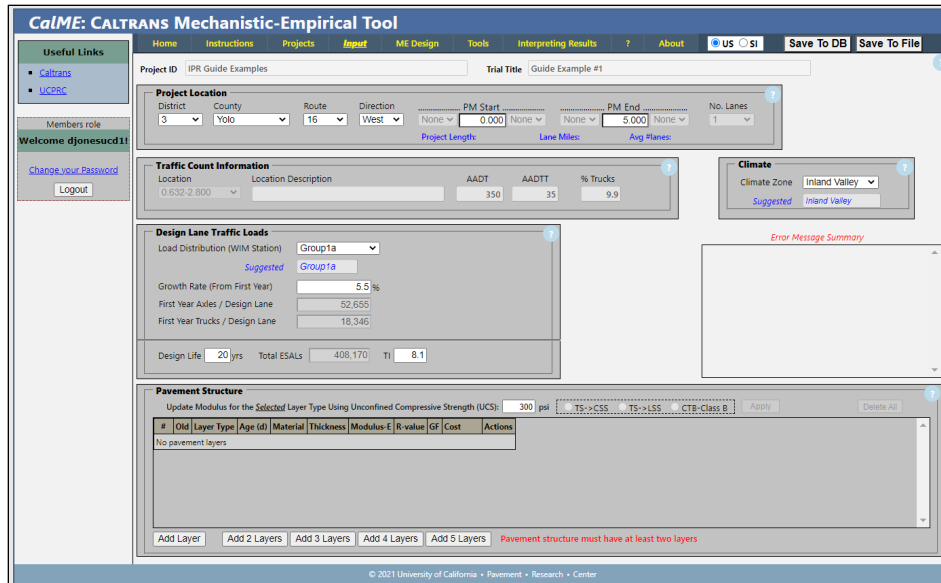 CalME: CALTRANS Mechanistic-Empirical Tool
Useful Links
Caltrans
UCPRC
Members role
Welcome djonesucd1!
Change your Password
Logout
Home Instructions Projects Input ME Design Tools Interpreting Results ? About US SI Save To DB Save To File
?
Project ID IPR Guide Examples Trial Title Guide Example #1
Project Location ?
District County Route Direction .................... PM Start .................... .................... PM End .................... No. Lanes
3 Yolo 16 West None 0.000 None None 5.000 None 1
Project Length: Lane Miles: Avg #lanes:
Traffic Count Information ?
Location Location Description AADT AADTT % Trucks
0.632-2.800 350 35 9.9
Climate ?
Climate Zone Inland Valley
Suggested Inland Valley
Design Lane Traffic Loads ?
Load Distribution (WIM Station) Group1a
Suggested Group1a
Growth Rate (From First Year) 5.5 %
First Year Axles / Design Lane 52,655
First Year Trucks / Design Lane 18,346
Design Life 20 yrs Total ESALs 408,170 TI 8.1
Error Message Summary
Pavement Structure ?
Update Modulus for the Selected Layer Type Using Unconfined Compressive Strength (UCS): 300 psi TS->CSS TS->LSS CTB-Class B Apply Delete All
# Old Layer Type Age (d) Material Thickness Modulus-E R-value GF Cost Actions
No pavement layers
Add Layer Add 2 Layers Add 3 Layers Add 4 Layers Add 5 Layers Pavement structure must have at least two layers
© 2021 University of California • Pavement • Research • Center